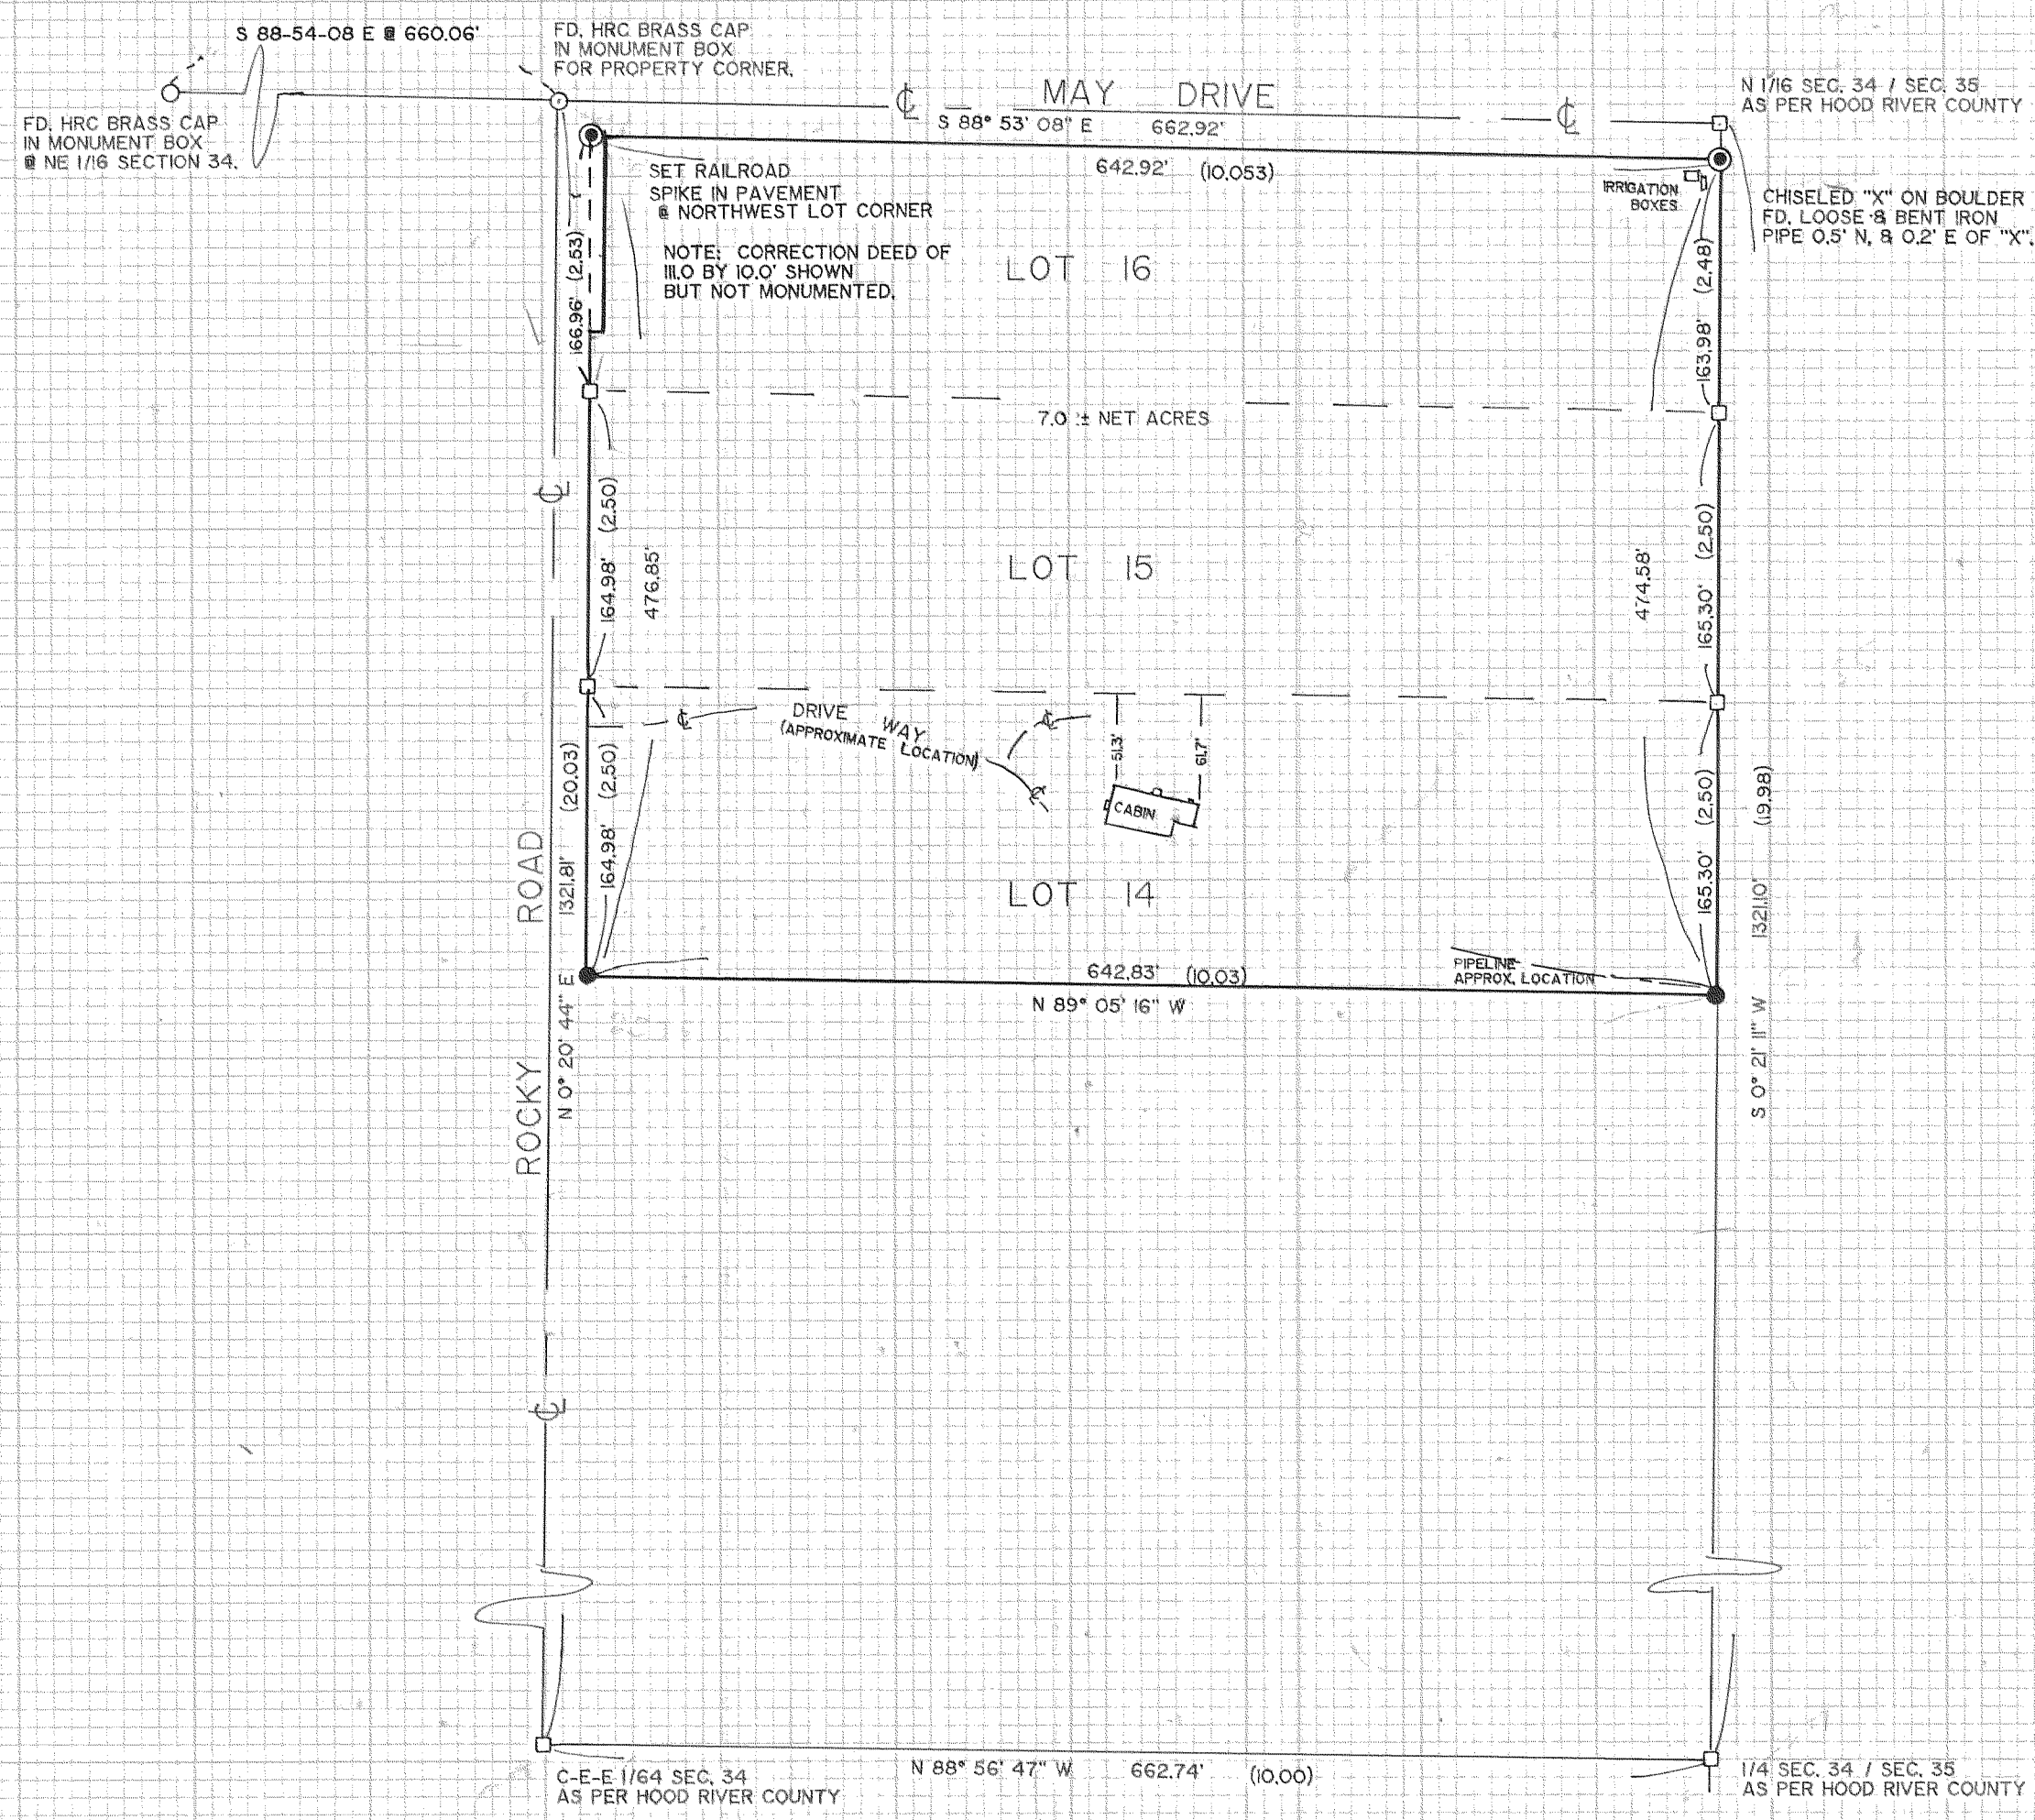 S 88-54-08 E @ 660.06'
FD. HRC BRASS CAP
IN MONUMENT BOX
FOR PROPERTY CORNER.
FD. HRC BRASS CAP
IN MONUMENT BOX
@ NE 1/16 SECTION 34.
MAY DRIVE
S 88° 53' 08" E 662.92'
642.92' (10.053)
N 1/16 SEC. 34 / SEC. 35
AS PER HOOD RIVER COUNTY
SET RAILROAD
SPIKE IN PAVEMENT
@ NORTHWEST LOT CORNER
NOTE: CORRECTION DEED OF
111.0 BY 10.0' SHOWN
BUT NOT MONUMENTED.
IRRIGATION
BOXES
CHISELED "X" ON BOULDER
FD. LOOSE & BENT IRON
PIPE 0.5' N. & 0.2' E OF "X".
LOT 16
166.96' (2.53)
163.98' (2.48)
7.0 ± NET ACRES
164.98' (2.50)
476.85'
LOT 15
474.58'
165.30' (2.50)
DRIVE WAY
(APPROXIMATE LOCATION)
51.3'
61.7'
CABIN
1321.81' (20.03)
164.98' (2.50)
LOT 14
165.30' (2.50)
1321.10' (19.98)
642.83' (10.03)
N 89° 05' 16" W
PIPELINE
APPROX. LOCATION
ROCKY ROAD
N 0° 20' 44" E
S 0° 21' 11" W
N 88° 56' 47" W 662.74' (10.00)
C-E-E 1/64 SEC. 34
AS PER HOOD RIVER COUNTY
1/4 SEC. 34 / SEC. 35
AS PER HOOD RIVER COUNTY